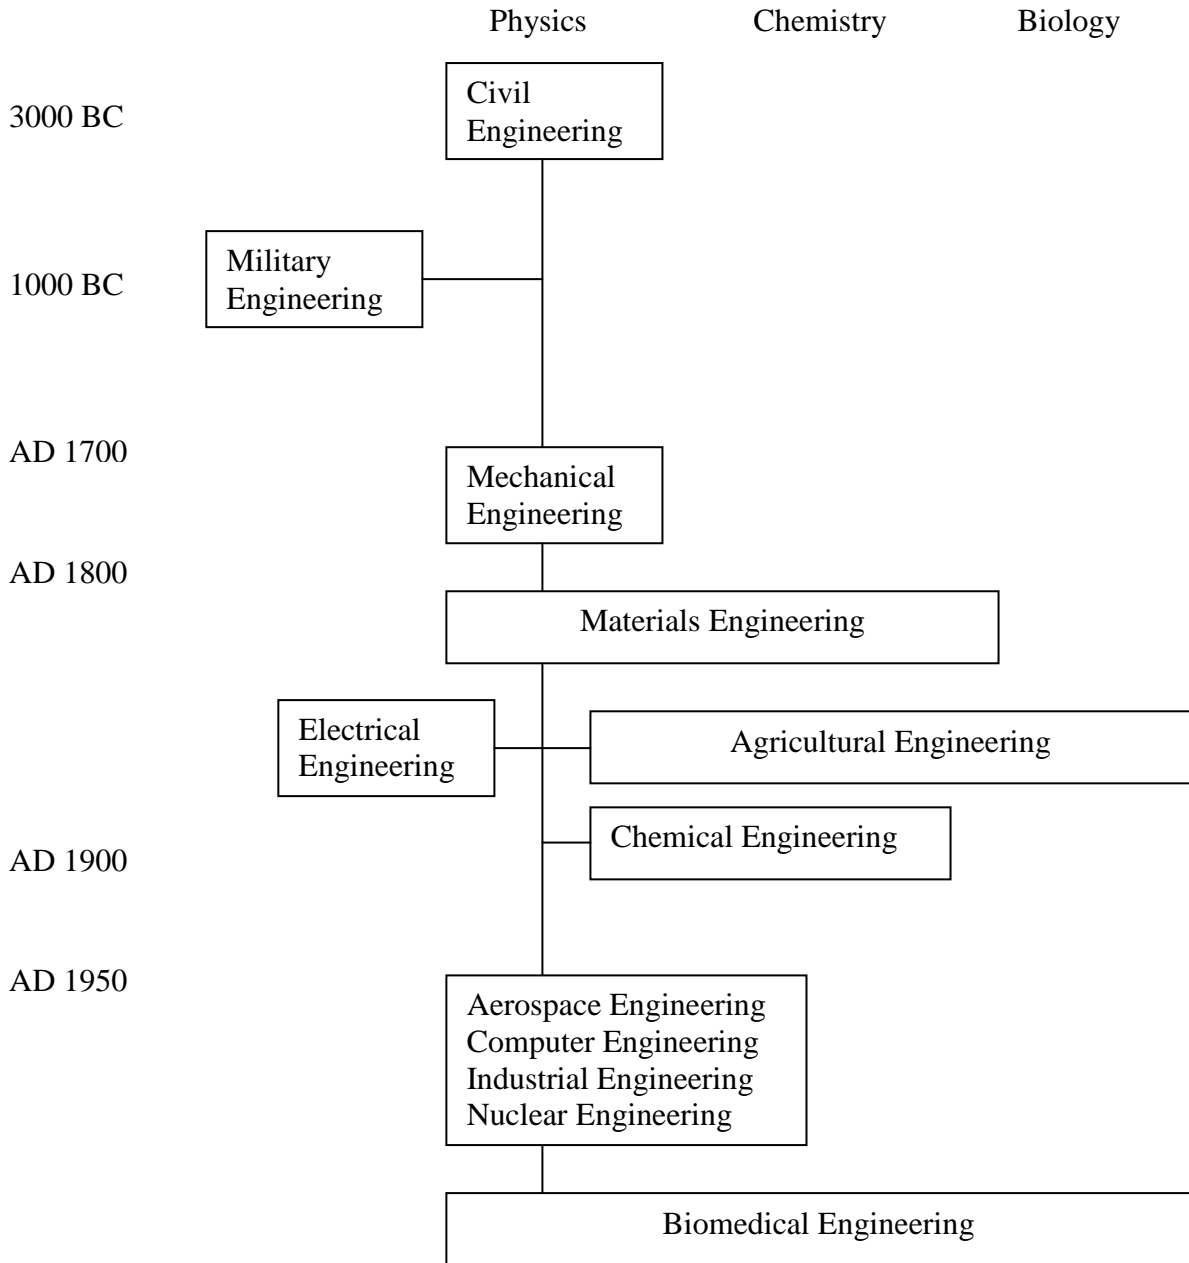 Physics Chemistry Biology
Civil
Engineering
3000 BC
Military
Engineering
1000 BC
AD 1700
Mechanical
Engineering
AD 1800
Materials Engineering
Electrical
Engineering
Agricultural Engineering
Chemical Engineering
AD 1900
AD 1950
Aerospace Engineering
Computer Engineering
Industrial Engineering
Nuclear Engineering
Biomedical Engineering